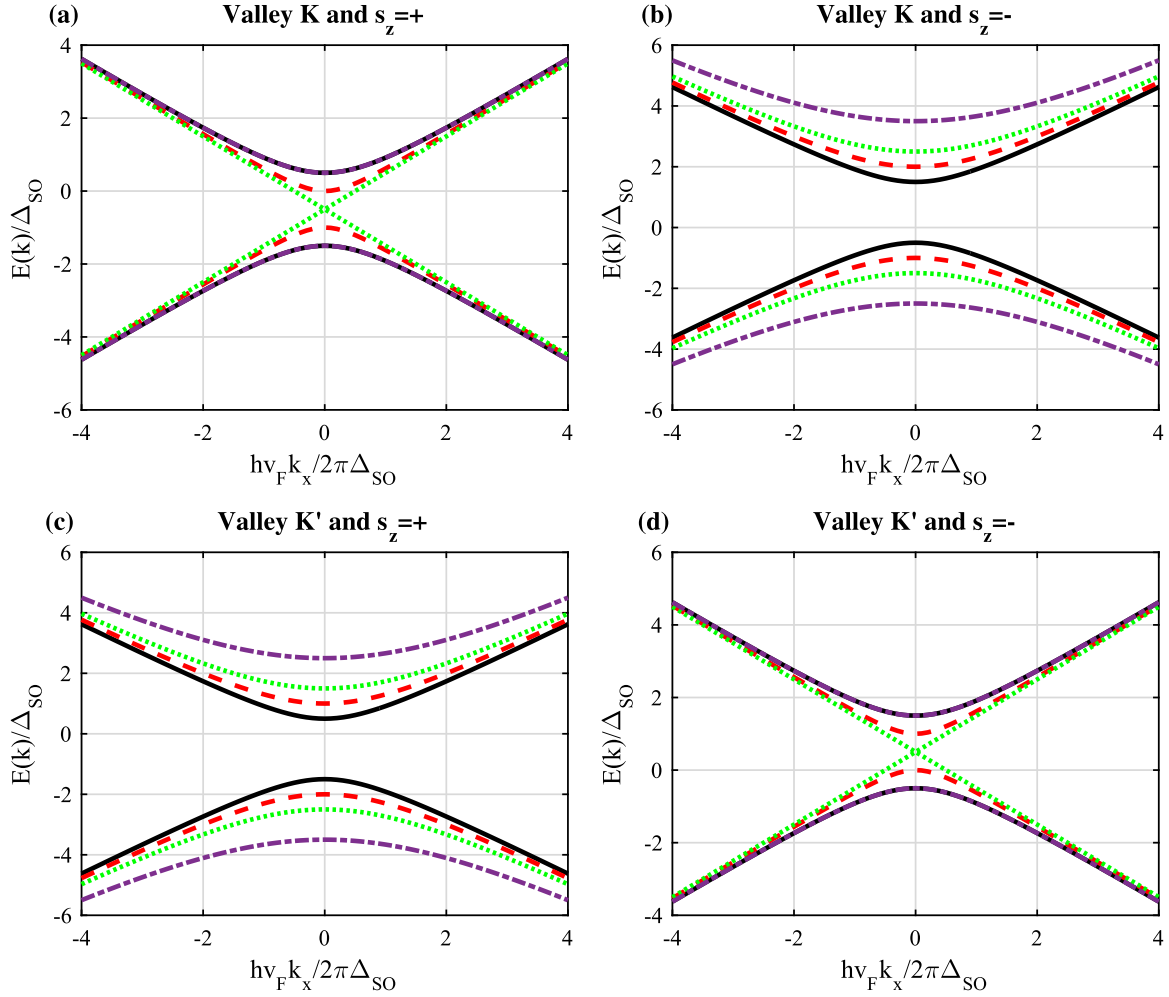 (a) Valley K and s_z=+
4
2
0
-2
-4
-6
E(k)/Δ_SO
-4 -2 0 2 4
hv_F k_x/2πΔ_SO
(b) Valley K and s_z=-
6
4
2
0
-2
-4
-6
E(k)/Δ_SO
-4 -2 0 2 4
hv_F k_x/2πΔ_SO
(c) Valley K' and s_z=+
6
4
2
0
-2
-4
-6
E(k)/Δ_SO
-4 -2 0 2 4
hv_F k_x/2πΔ_SO
(d) Valley K' and s_z=-
6
4
2
0
-2
-4
E(k)/Δ_SO
-4 -2 0 2 4
hv_F k_x/2πΔ_SO